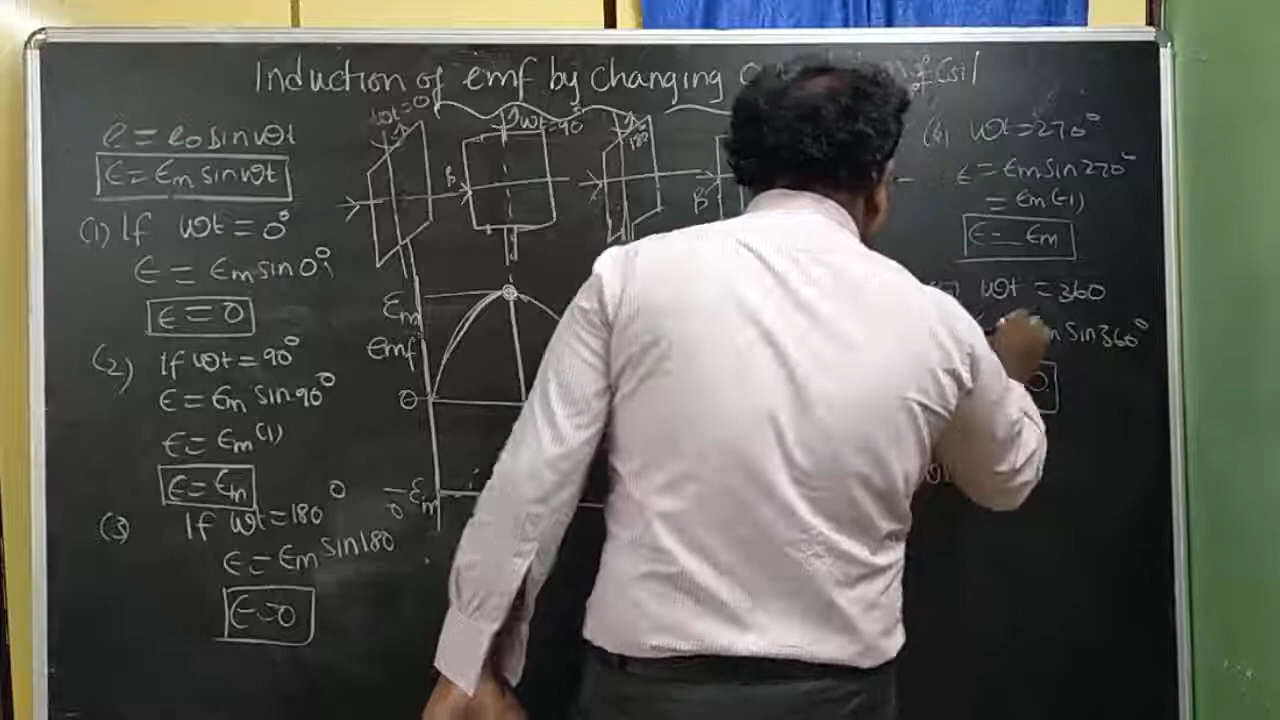 Induction of emf by Changing of Coil
e = e₀ sin ωt
ϵ = ϵm sin ωt
(1) If ωt = 0°
ϵ = ϵm sin 0°
ϵ = 0
(2) If ωt = 90°
ϵ = ϵm sin 90°
ϵ = ϵm (1)
ϵ = ϵm
(3) If ωt = 180°
ϵ = ϵm sin 180
ϵ = 0
ωt = 0°
ωt = 90°
180°
B
B
ϵm
emf
0
-ϵm
(4) ωt = 270°
ϵ = ϵm sin 270°
= ϵm (-1)
ϵ = -ϵm
ωt = 360
m sin 360°
0